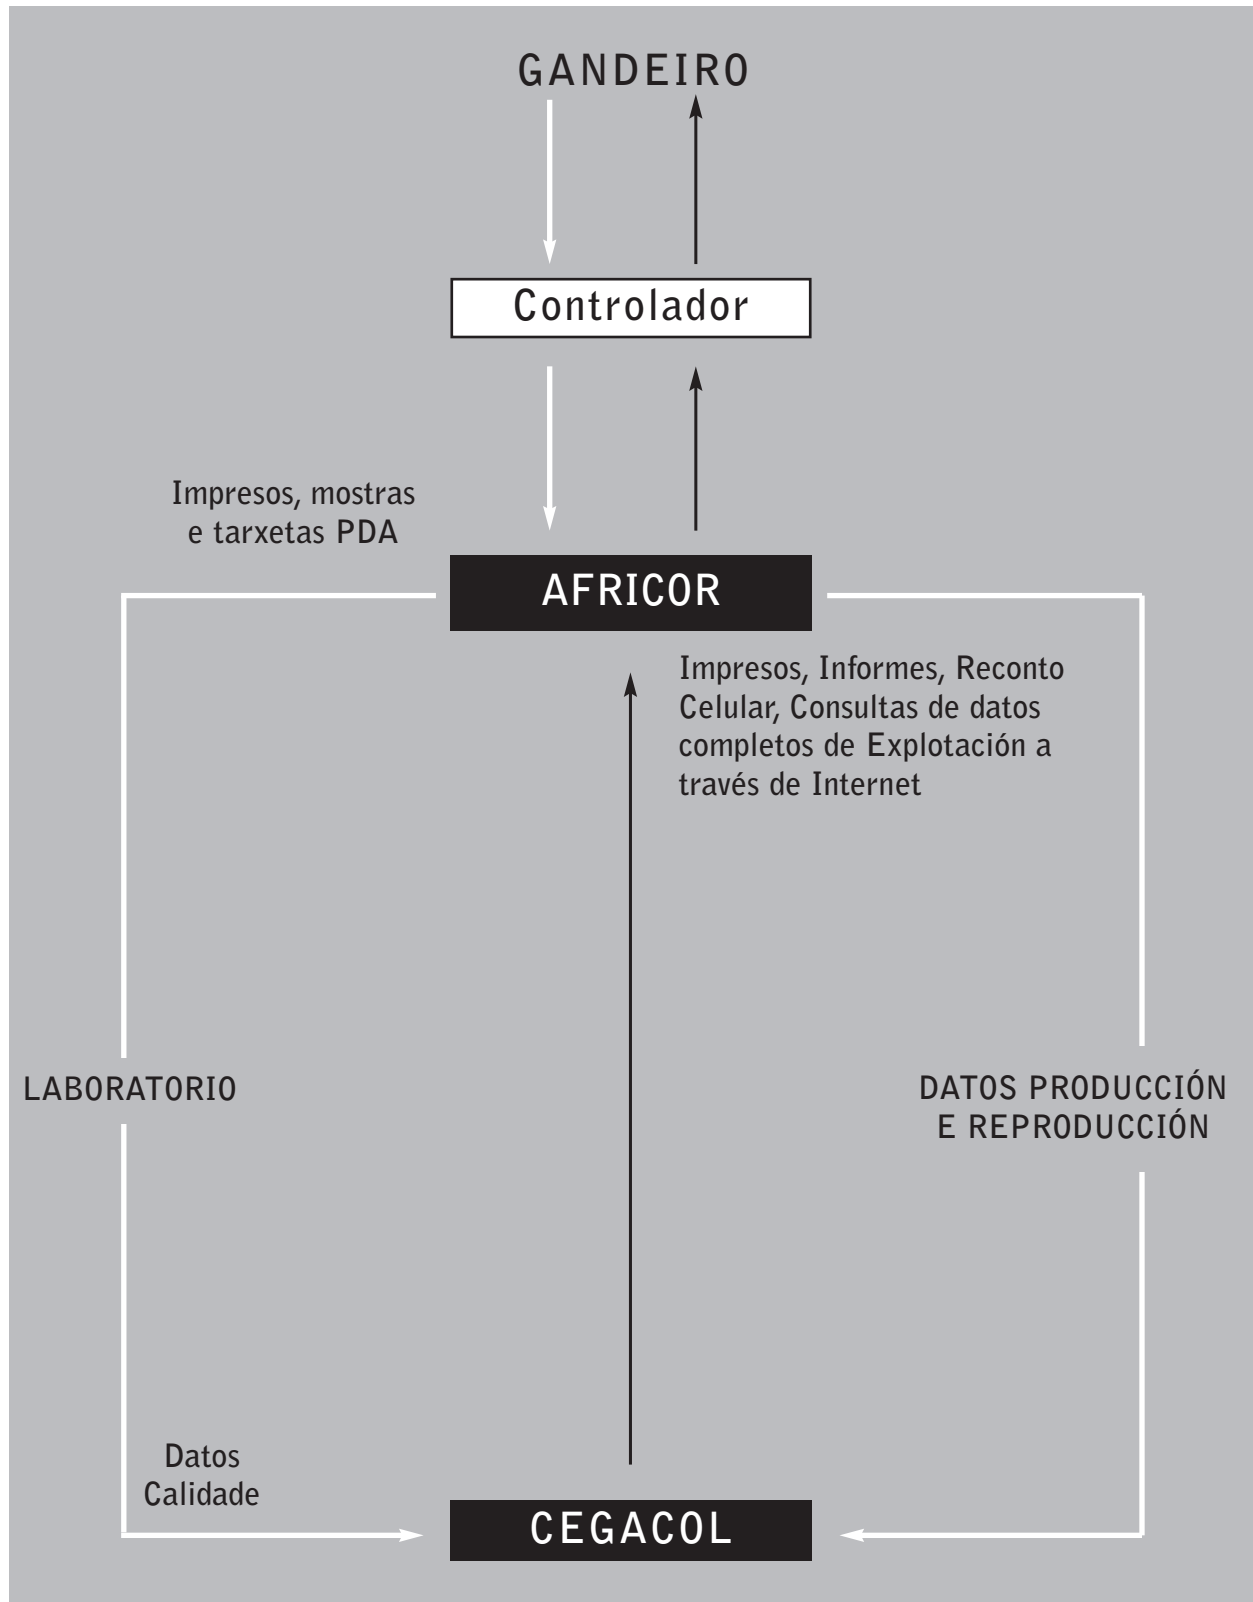 GANDEIRO
Controlador
Impresos, mostras
e tarxetas PDA
AFRICOR
Impresos, Informes, Reconto
Celular, Consultas de datos
completos de Explotación a
través de Internet
LABORATORIO
DATOS PRODUCCIÓN
E REPRODUCCIÓN
Datos
Calidade
CEGACOL